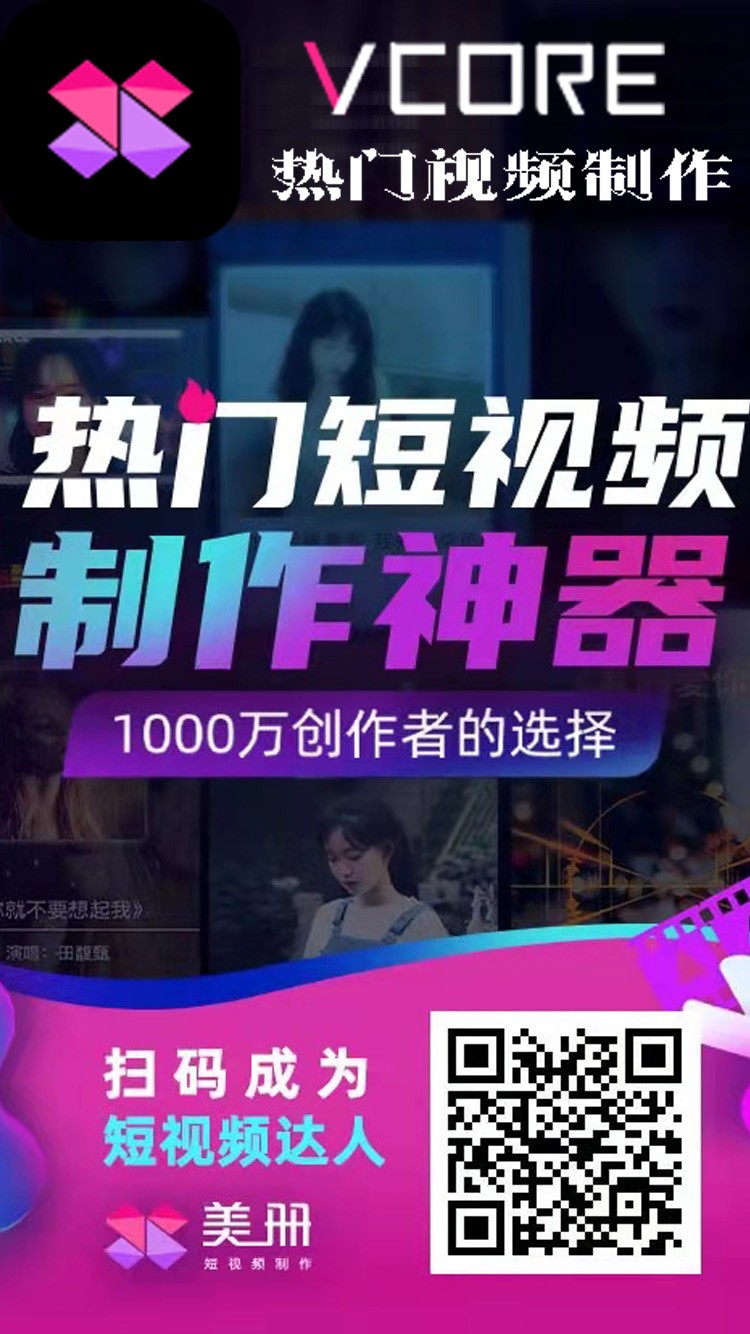 VCORE
热门视频制作
热门短视频
制作神器
1000万创作者的选择
就不要想起我》
演唱：田馥甄
扫码成为
短视频达人
美册
短视频制作